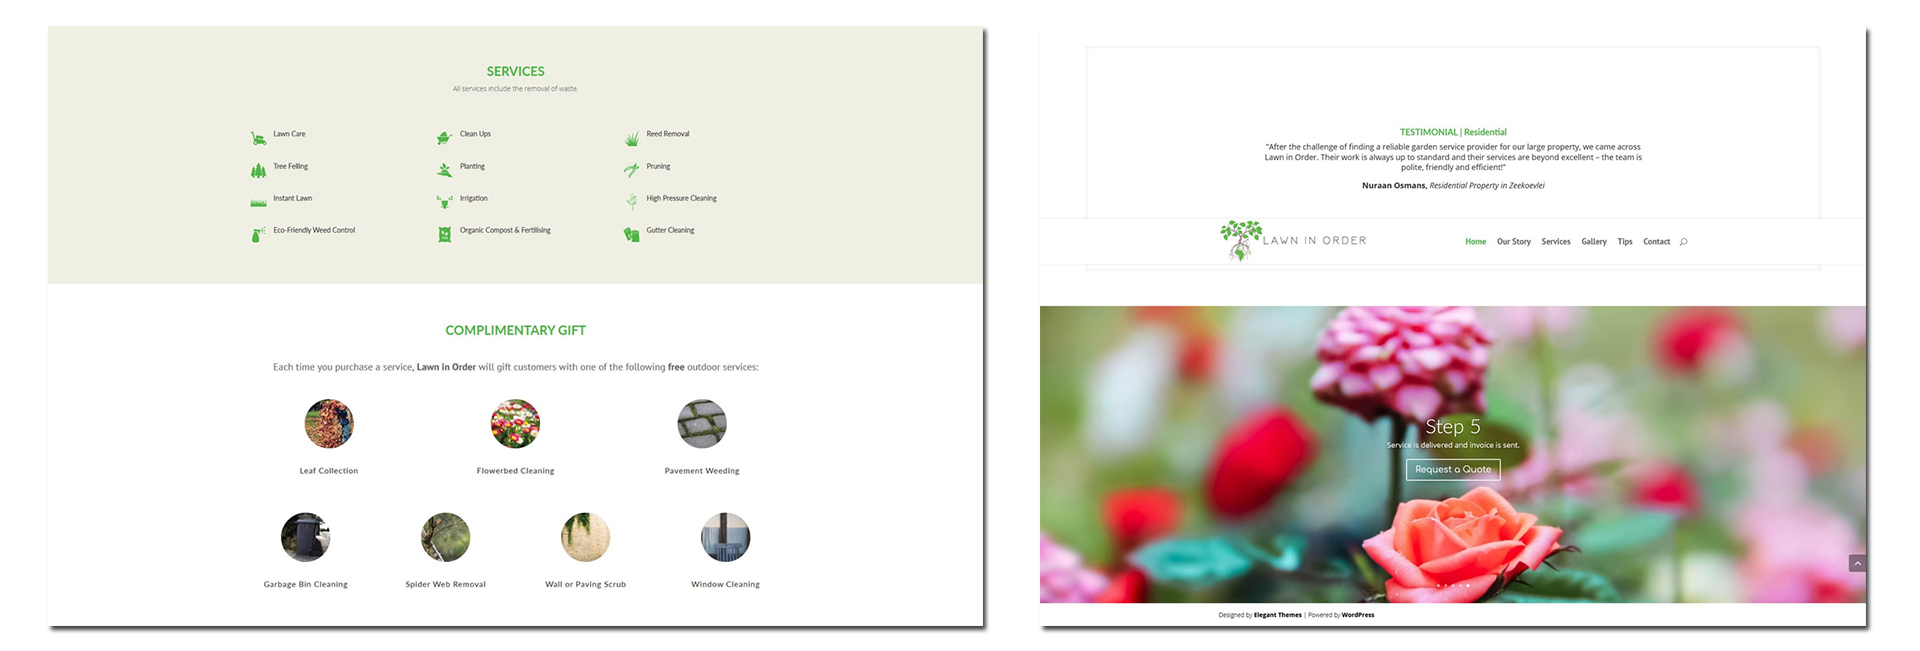 SERVICES
All services include the removal of waste.
Lawn Care
Clean Ups
Reed Removal
Tree Felling
Planting
Pruning
Instant Lawn
Irrigation
High Pressure Cleaning
Eco-Friendly Weed Control
Organic Compost & Fertilising
Gutter Cleaning
COMPLIMENTARY GIFT
Each time you purchase a service, Lawn in Order will gift customers with one of the following free outdoor services:
Leaf Collection
Flowerbed Cleaning
Pavement Weeding
Garbage Bin Cleaning
Spider Web Removal
Wall or Paving Scrub
Window Cleaning
TESTIMONIAL | Residential
"After the challenge of finding a reliable garden service provider for our large property, we came across
Lawn in Order. Their work is always up to standard and their services are beyond excellent – the team is
polite, friendly and efficient!"
Nuraan Osmans, Residential Property in Zeekoevlei
LAWN IN ORDER
Home Our Story Services Gallery Tips Contact
Step 5
Service is delivered and invoice is sent.
Request a Quote
Designed by Elegant Themes | Powered by WordPress